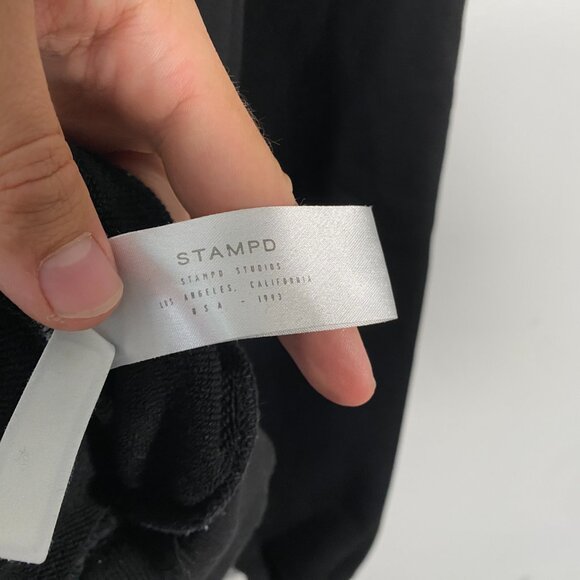 STAMPD
STAMPD STUDIOS
LOS ANGELES, CALIFORNIA
USA - 1993